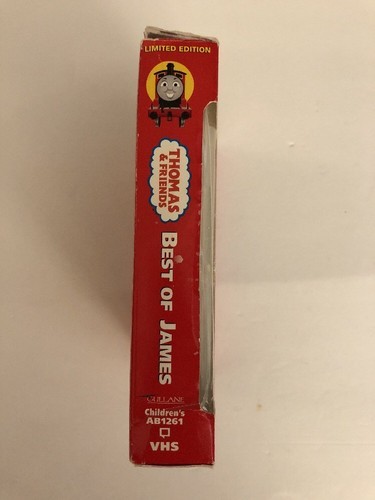 LIMITED EDITION
THOMAS
& FRIENDS
BEST OF JAMES
GULLANE
Children's
AB1261
VHS